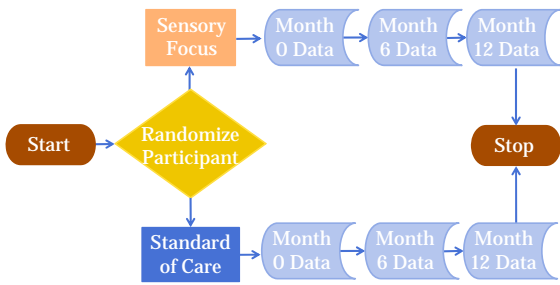 Sensory
Focus
Month
0 Data
Month
6 Data
Month
12 Data
Start
Randomize
Participant
Stop
Standard
of Care
Month
0 Data
Month
6 Data
Month
12 Data